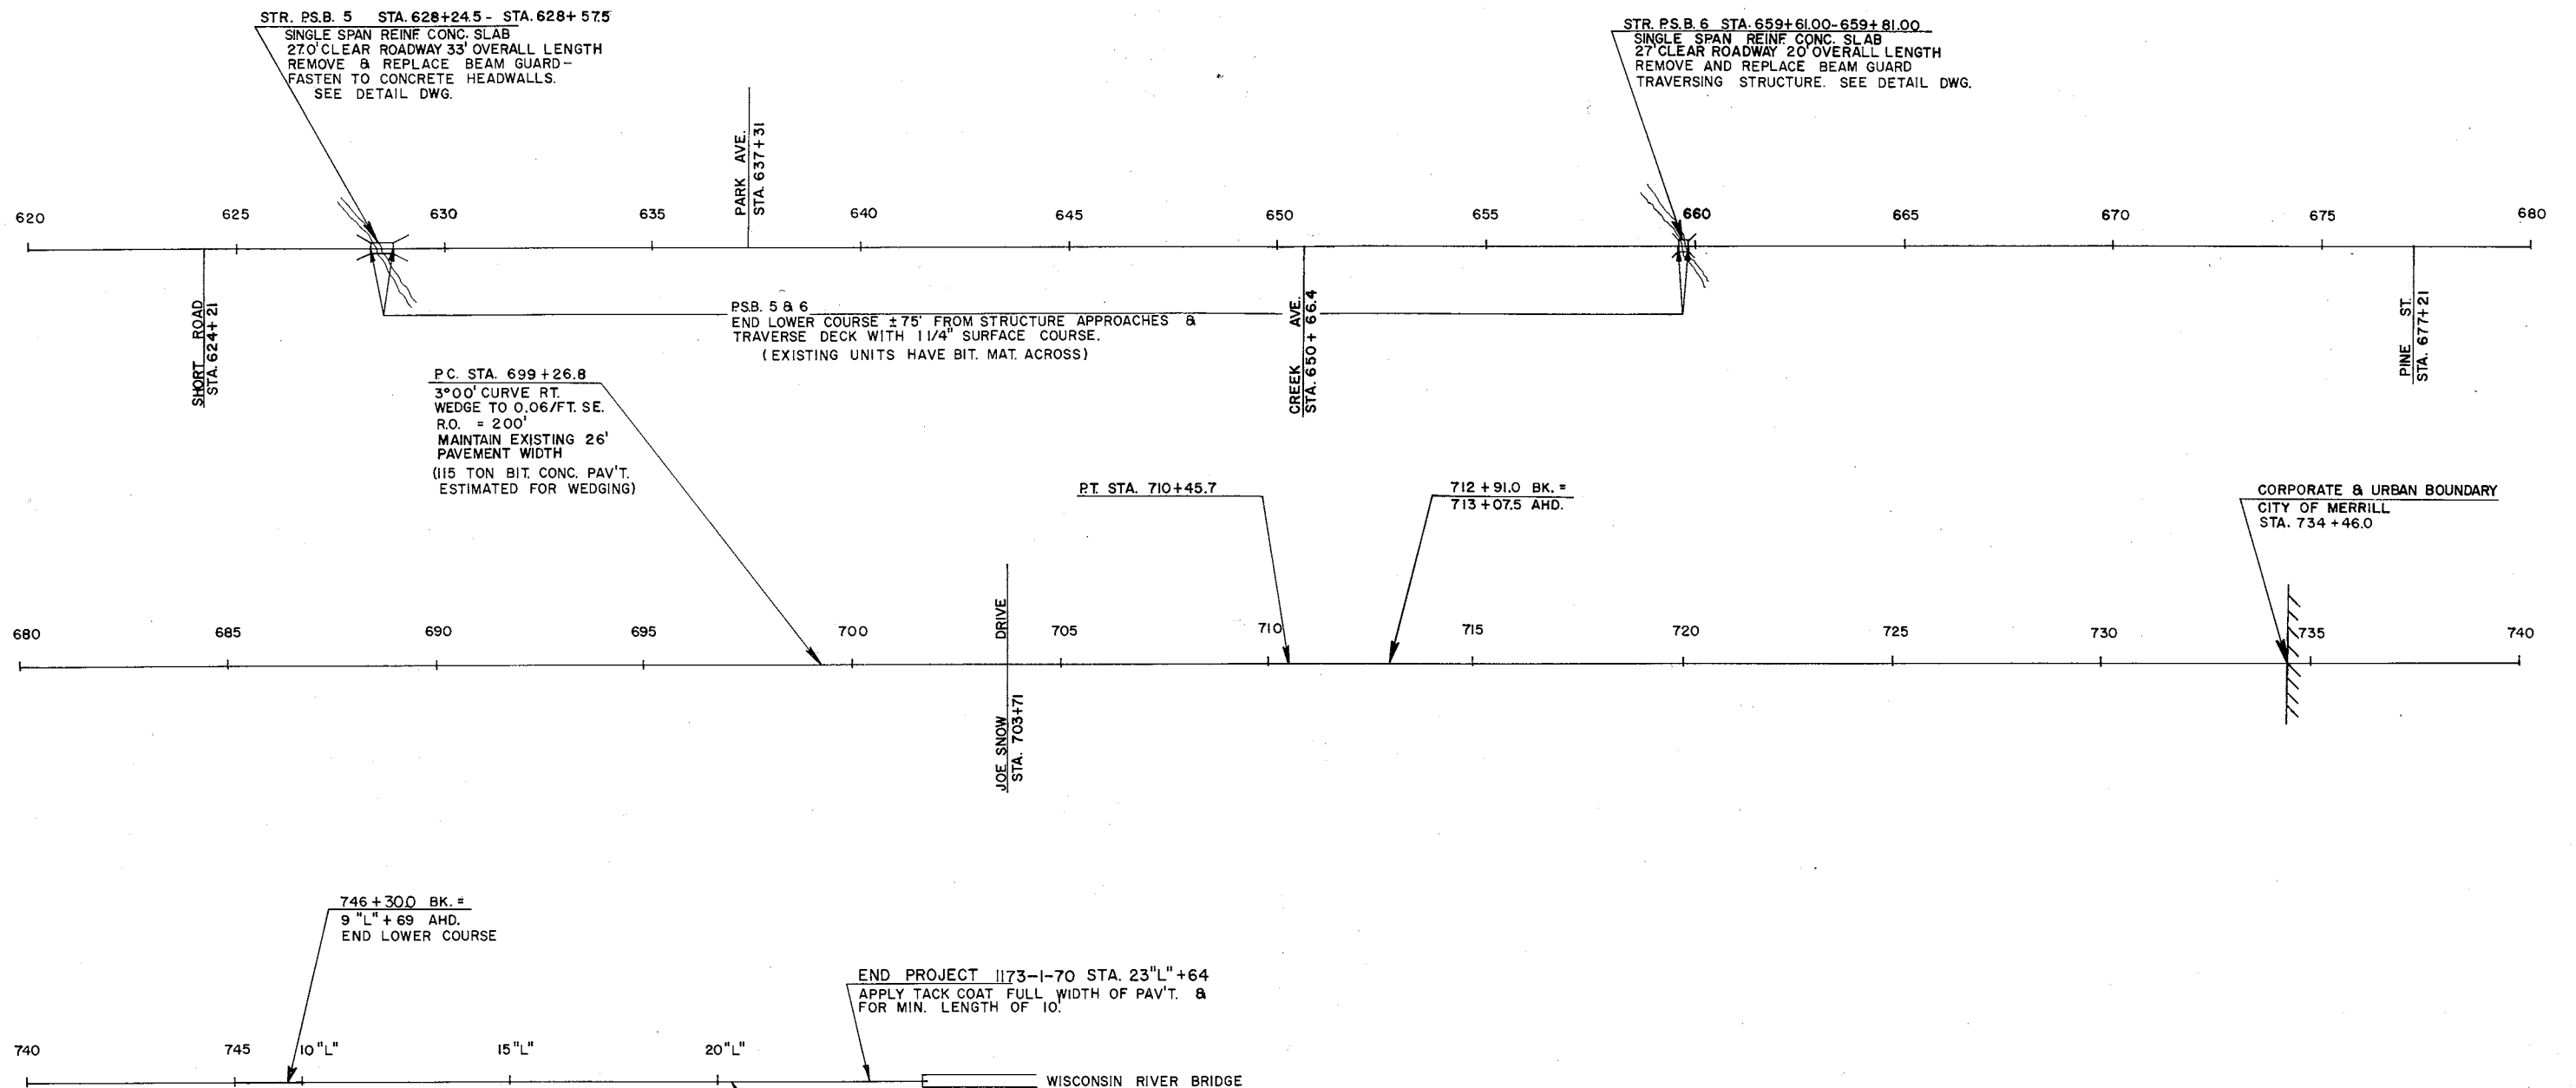 STR. P.S.B. 5 STA. 628+24.5 - STA. 628+57.5
SINGLE SPAN REINF. CONC. SLAB
27.0' CLEAR ROADWAY 33' OVERALL LENGTH
REMOVE & REPLACE BEAM GUARD-
FASTEN TO CONCRETE HEADWALLS.
SEE DETAIL DWG.
STR. P.S.B. 6 STA. 659+61.00-659+81.00
SINGLE SPAN REINF. CONC. SLAB
27' CLEAR ROADWAY 20' OVERALL LENGTH
REMOVE AND REPLACE BEAM GUARD
TRAVERSING STRUCTURE. SEE DETAIL DWG.
PARK AVE.
STA. 637+31
620 625 630 635 640 645 650 655 660 665 670 675 680
SHORT ROAD
STA. 624+21
P.S.B. 5 & 6
END LOWER COURSE ±75' FROM STRUCTURE APPROACHES &
TRAVERSE DECK WITH 1 1/4" SURFACE COURSE.
(EXISTING UNITS HAVE BIT. MAT. ACROSS)
CREEK AVE.
STA. 650+66.4
PINE ST.
STA. 677+21
P.C. STA. 699+26.8
3°00' CURVE RT.
WEDGE TO 0.06/FT. SE.
R.O. = 200'
MAINTAIN EXISTING 26'
PAVEMENT WIDTH
(115 TON BIT. CONC. PAV'T.
ESTIMATED FOR WEDGING)
P.T. STA. 710+45.7
712+91.0 BK. =
713+07.5 AHD.
CORPORATE & URBAN BOUNDARY
CITY OF MERRILL
STA. 734+46.0
680 685 690 695 700 705 710 715 720 725 730 735 740
JOE SNOW DRIVE
STA. 703+71
746+30.0 BK. =
9"L"+69 AHD.
END LOWER COURSE
END PROJECT 1173-1-70 STA. 23"L"+64
APPLY TACK COAT FULL WIDTH OF PAV'T. &
FOR MIN. LENGTH OF 10'.
740 745 10"L" 15"L" 20"L"
WISCONSIN RIVER BRIDGE